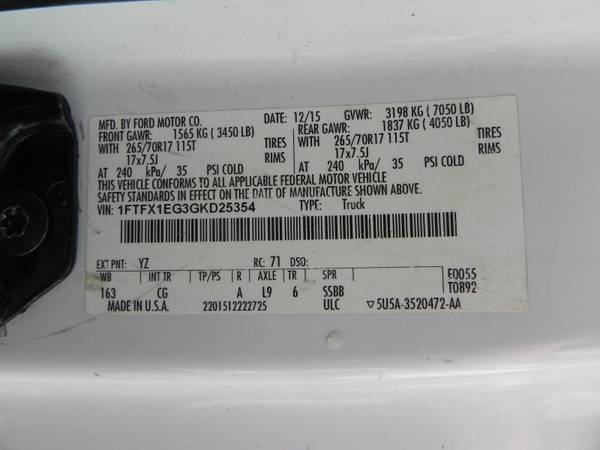 MFD. BY FORD MOTOR CO. DATE: 12/15 GVWR: 3198 KG ( 7050 LB)
FRONT GAWR: 1565 KG ( 3450 LB) REAR GAWR: 1837 KG ( 4050 LB)
WITH 265/70R17 115T TIRES WITH 265/70R17 115T TIRES
17x7.5J RIMS 17x7.5J RIMS
AT 240 kPa/ 35 PSI COLD AT 240 kPa/ 35 PSI COLD
THIS VEHICLE CONFORMS TO ALL APPLICABLE FEDERAL MOTOR VEHICLE
SAFETY STANDARDS IN EFFECT ON THE DATE OF MANUFACTURE SHOWN ABOVE.
VIN: 1FTFX1EG3GKD25354 TYPE: Truck
EXT PNT: YZ RC: 71 DSO:
WB INT TR TP/PS R AXLE TR SPR E0055
163 CG A L9 6 SSBB T0892
MADE IN U.S.A. 2201512222725 ULC ▽5U5A-3520472-AA